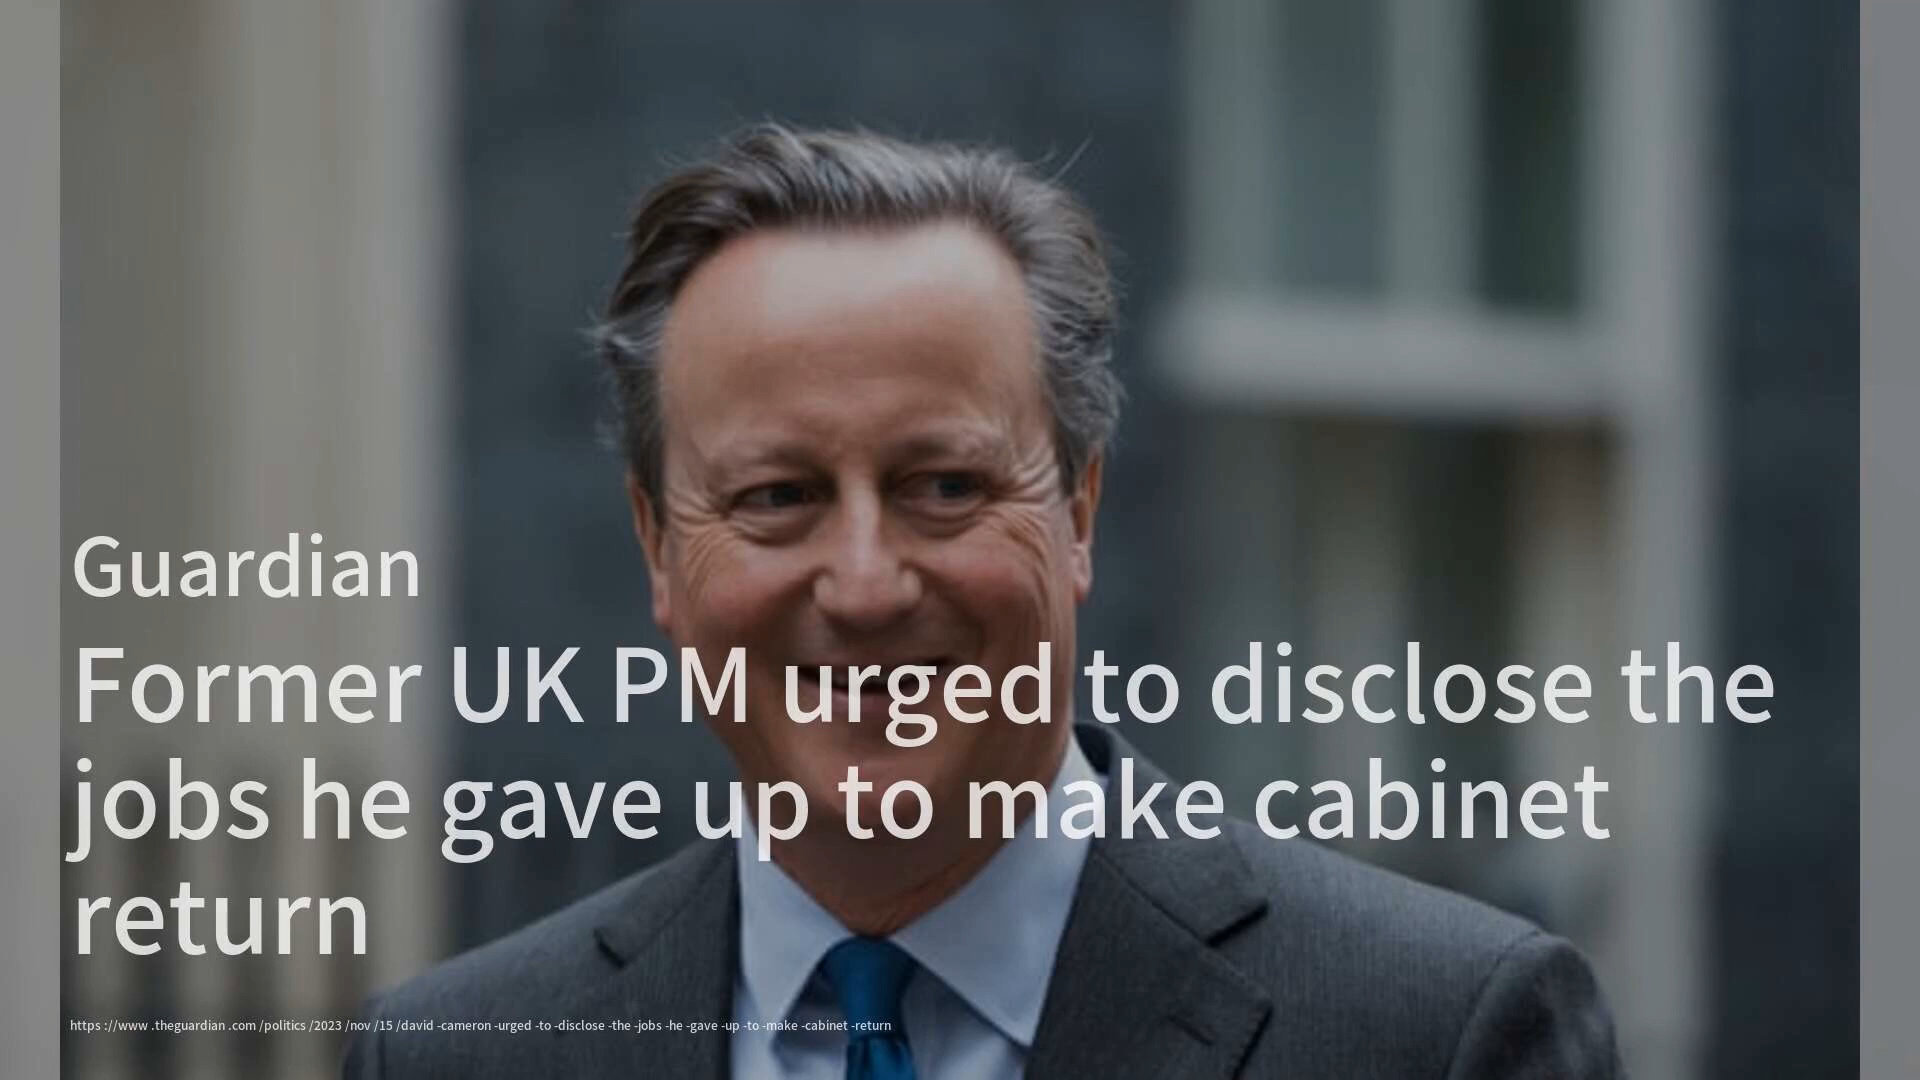 Guardian
Former UK PM urged to disclose the
jobs he gave up to make cabinet
return
https ://www .theguardian .com /politics /2023 /nov /15 /david -cameron -urged -to -disclose -the -jobs -he -gave -up -to -make -cabinet -return